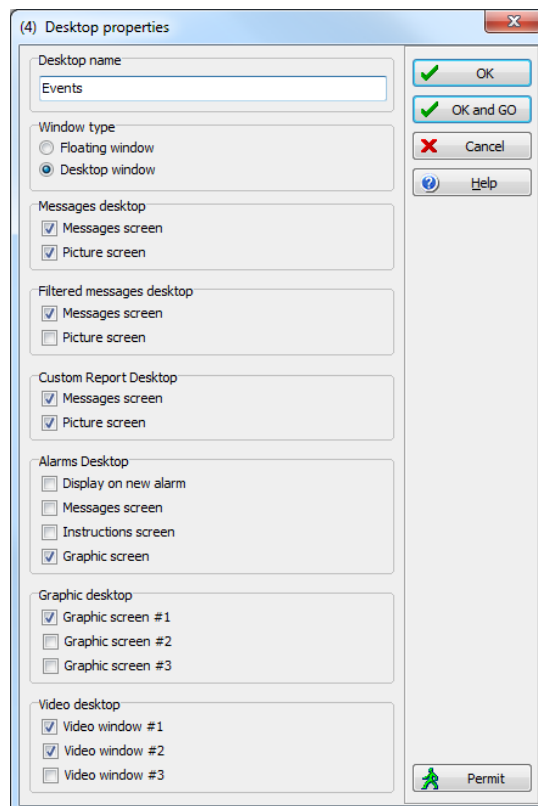 (4) Desktop properties
Desktop name
Events
Window type
Floating window
Desktop window
Messages desktop
Messages screen
Picture screen
Filtered messages desktop
Messages screen
Picture screen
Custom Report Desktop
Messages screen
Picture screen
Alarms Desktop
Display on new alarm
Messages screen
Instructions screen
Graphic screen
Graphic desktop
Graphic screen #1
Graphic screen #2
Graphic screen #3
Video desktop
Video window #1
Video window #2
Video window #3
OK
OK and GO
Cancel
Help
Permit